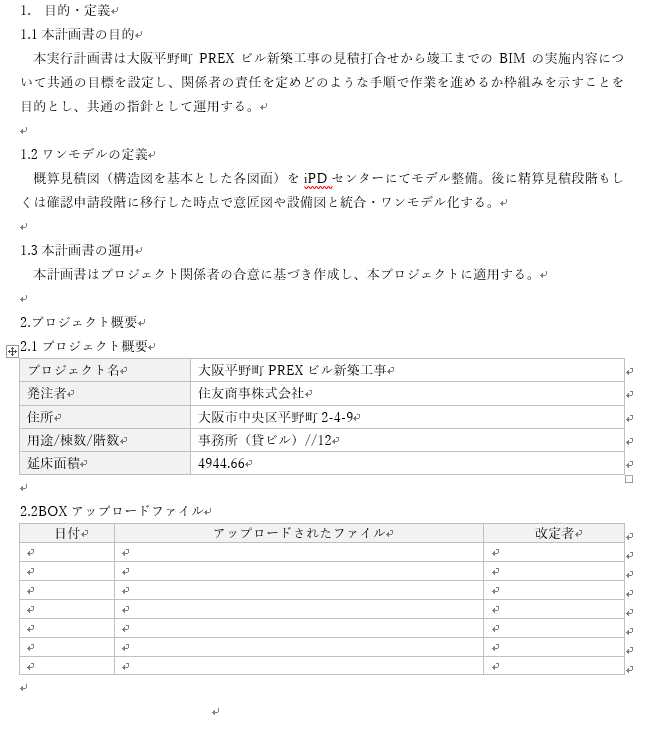 1.　目的・定義
1.1 本計画書の目的
　本実行計画書は大阪平野町 PREX ビル新築工事の見積打合せから竣工までの BIM の実施内容につ
いて共通の目標を設定し、関係者の責任を定めどのような手順で作業を進めるか枠組みを示すことを
目的とし、共通の指針として運用する。
1.2 ワンモデルの定義
　概算見積図（構造図を基本とした各図面）を iPD センターにてモデル整備。後に精算見積段階もし
くは確認申請段階に移行した時点で意匠図や設備図と統合・ワンモデル化する。
1.3 本計画書の運用
　本計画書はプロジェクト関係者の合意に基づき作成し、本プロジェクトに適用する。
2.プロジェクト概要
2.1 プロジェクト概要
プロジェクト名 大阪平野町 PREX ビル新築工事
発注者 住友商事株式会社
住所 大阪市中央区平野町 2-4-9
用途/棟数/階数 事務所（貸ビル）//12
延床面積 4944.66
2.2BOX アップロードファイル
日付 アップロードされたファイル 改定者